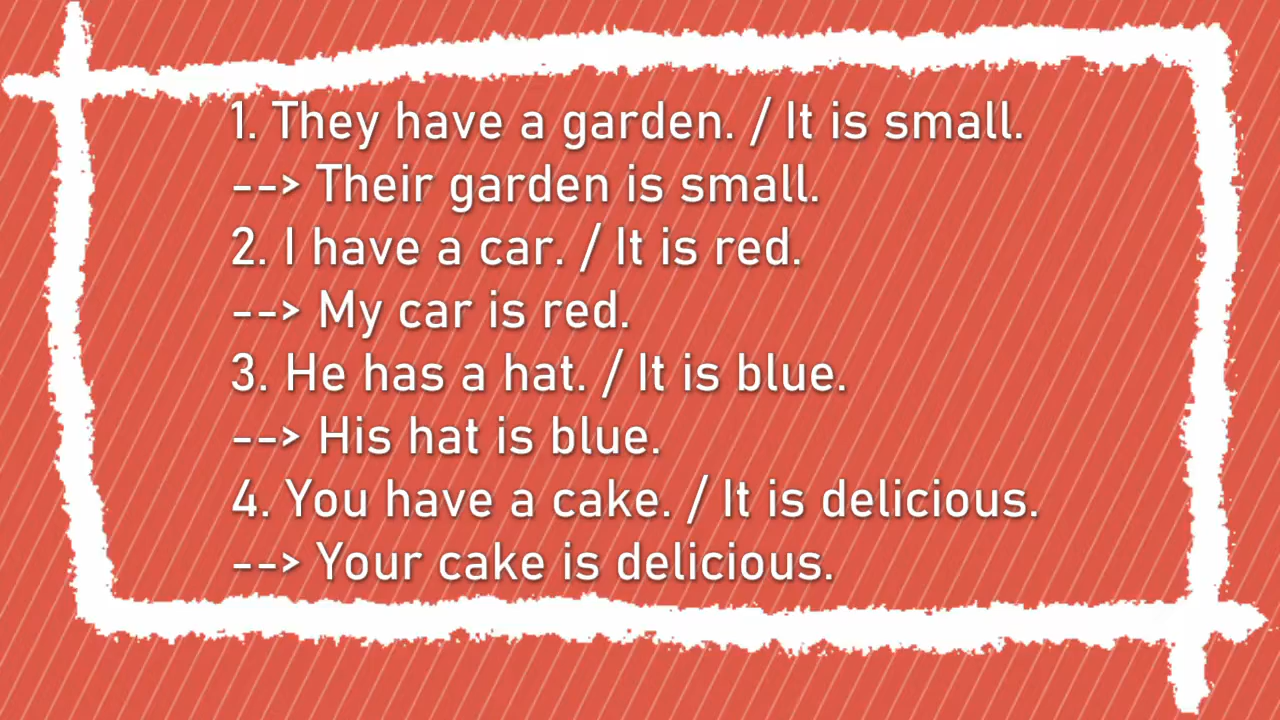 1. They have a garden. / It is small.
--> Their garden is small.
2. I have a car. / It is red.
--> My car is red.
3. He has a hat. / It is blue.
--> His hat is blue.
4. You have a cake. / It is delicious.
--> Your cake is delicious.